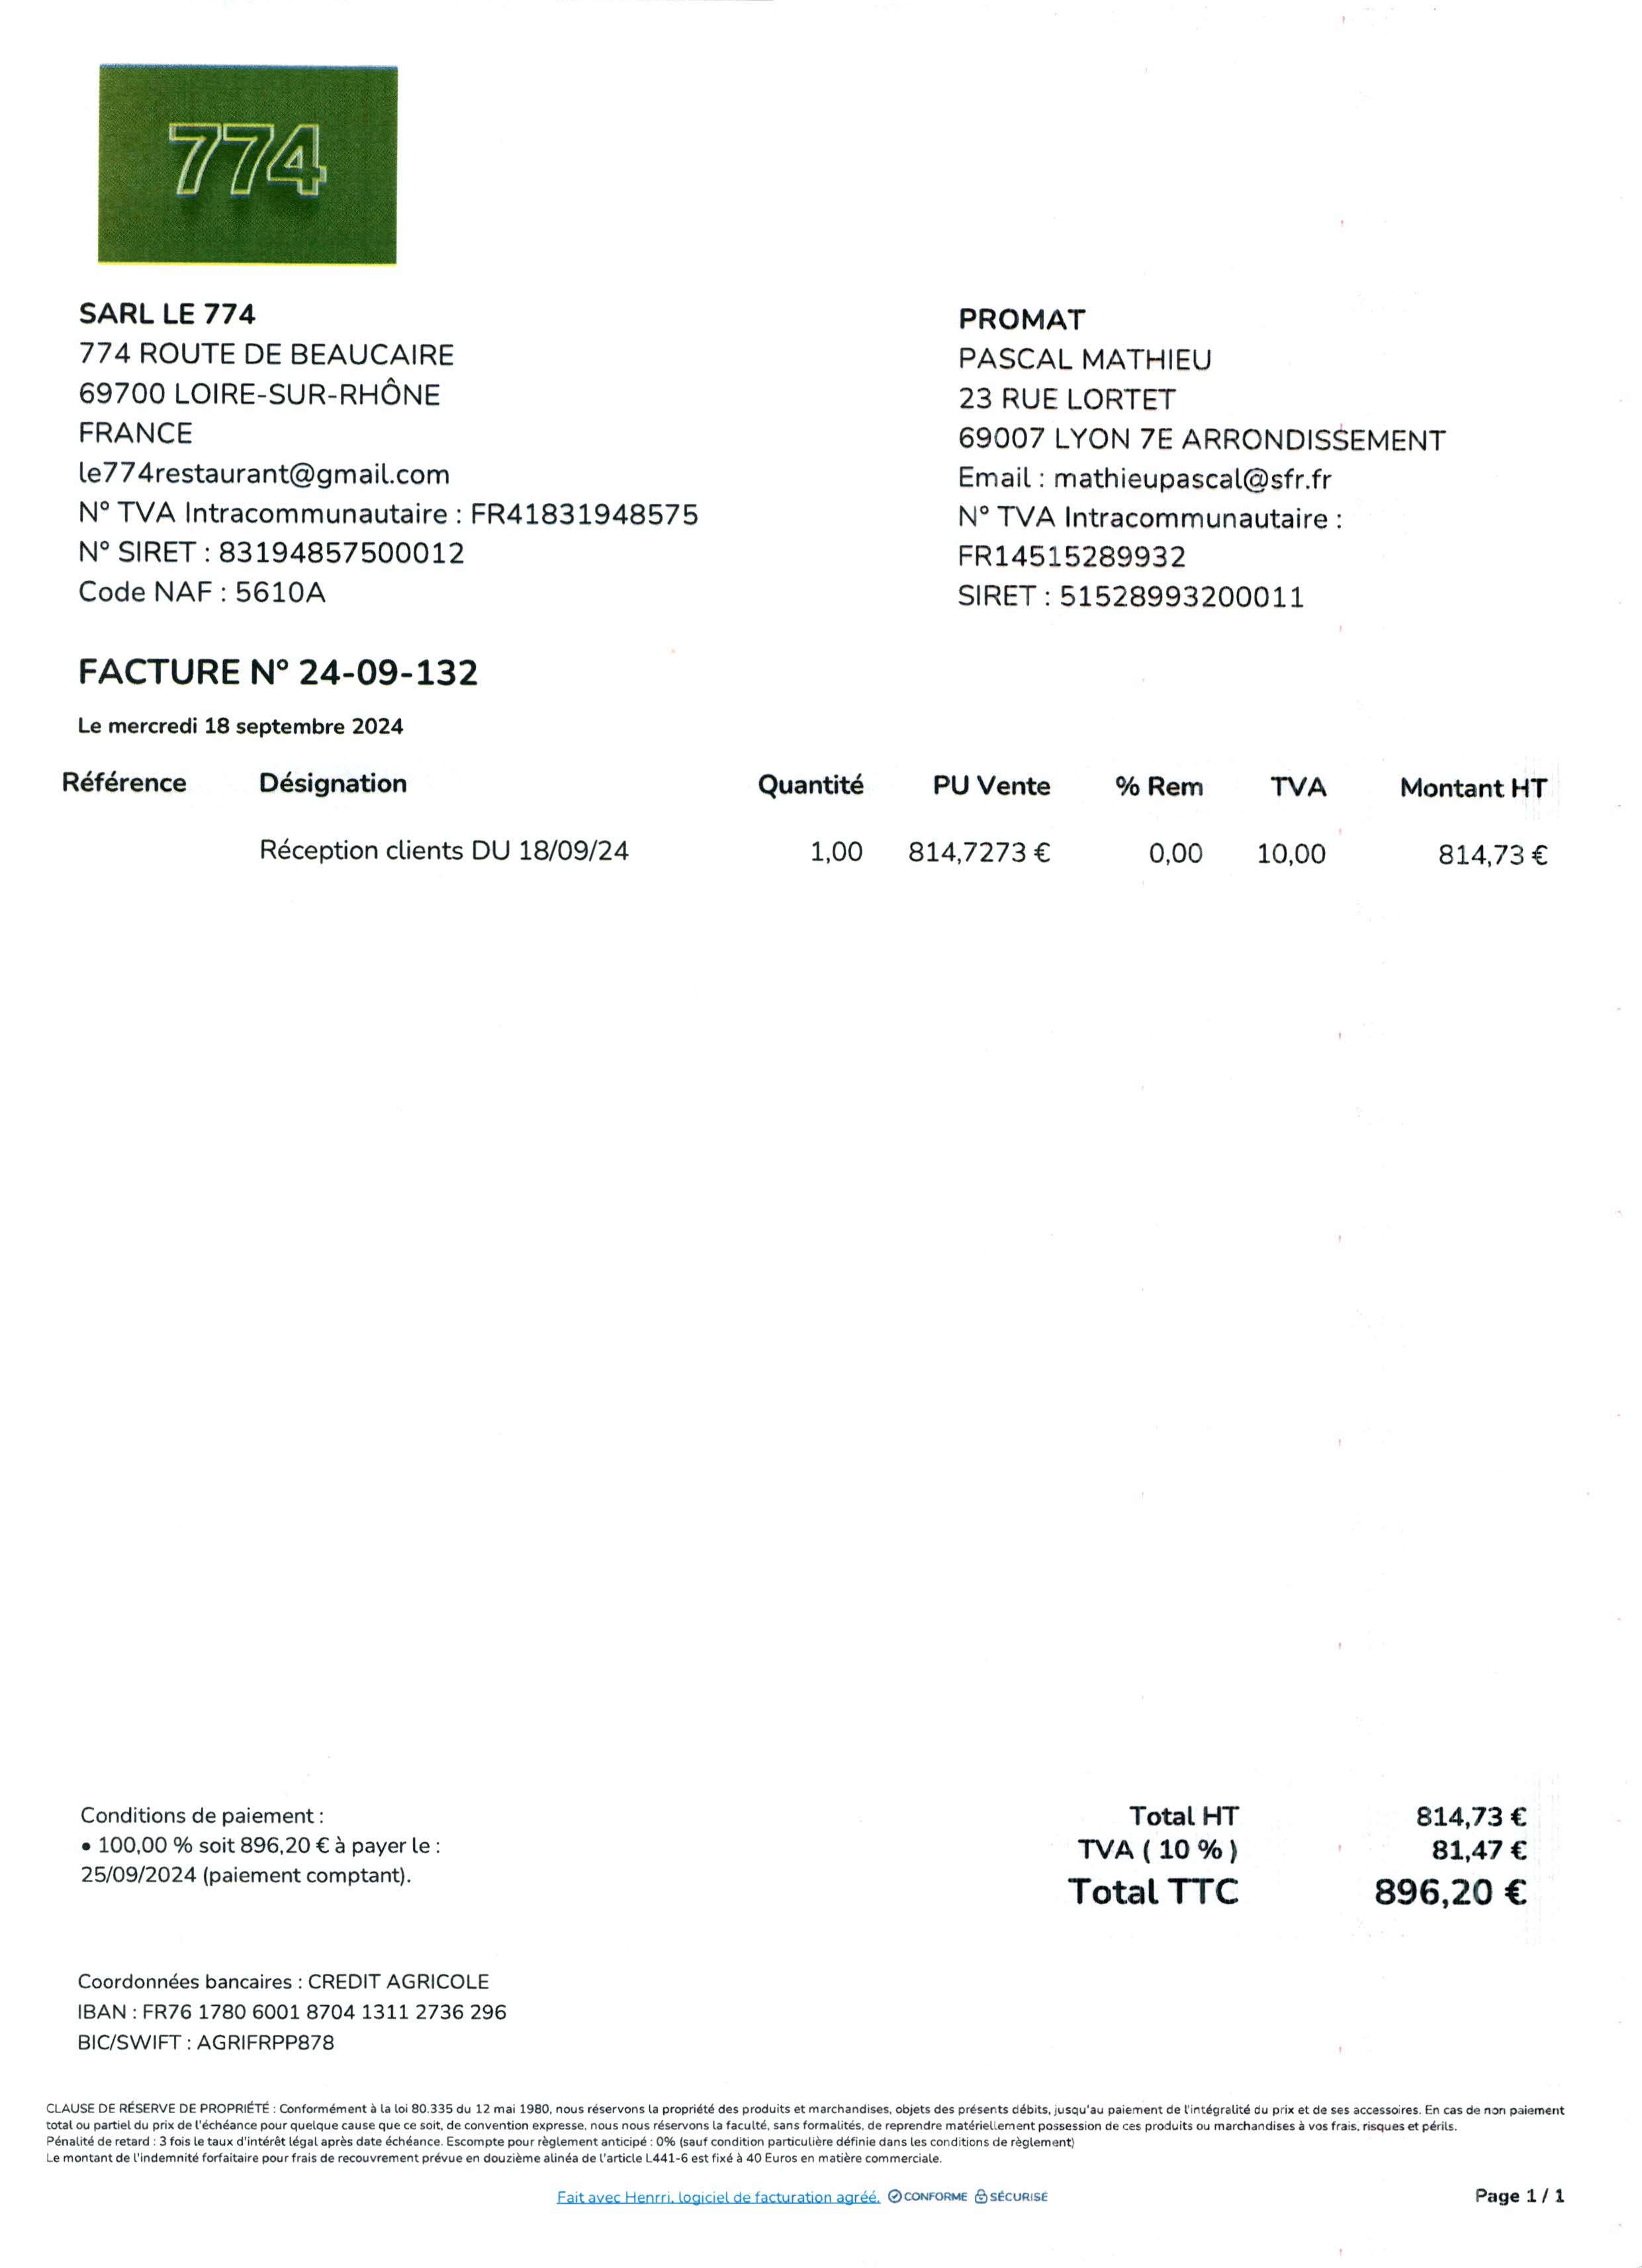 774
SARL LE 774
774 ROUTE DE BEAUCAIRE
69700 LOIRE-SUR-RHÔNE
FRANCE
le774restaurant@gmail.com
N° TVA Intracommunautaire : FR41831948575
N° SIRET : 83194857500012
Code NAF : 5610A
PROMAT
PASCAL MATHIEU
23 RUE LORTET
69007 LYON 7E ARRONDISSEMENT
Email : mathieupascal@sfr.fr
N° TVA Intracommunautaire :
FR14515289932
SIRET : 51528993200011
FACTURE N° 24-09-132
Le mercredi 18 septembre 2024
Référence Désignation Quantité PU Vente % Rem TVA Montant HT
Réception clients DU 18/09/24 1,00 814,7273 € 0,00 10,00 814,73 €
Conditions de paiement :
• 100,00 % soit 896,20 € à payer le :
25/09/2024 (paiement comptant).
Total HT 814,73 €
TVA ( 10 % ) 81,47 €
Total TTC 896,20 €
Coordonnées bancaires : CREDIT AGRICOLE
IBAN : FR76 1780 6001 8704 1311 2736 296
BIC/SWIFT : AGRIFRPP878
CLAUSE DE RÉSERVE DE PROPRIÉTÉ : Conformément à la loi 80.335 du 12 mai 1980, nous réservons la propriété des produits et marchandises, objets des présents débits, jusqu'au paiement de l'intégralité du prix et de ses accessoires. En cas de non paiement
total ou partiel du prix de l'échéance pour quelque cause que ce soit, de convention expresse, nous nous réservons la faculté, sans formalités, de reprendre matériellement possession de ces produits ou marchandises à vos frais, risques et périls.
Pénalité de retard : 3 fois le taux d'intérêt légal après date échéance. Escompte pour règlement anticipé : 0% (sauf condition particulière définie dans les conditions de règlement)
Le montant de l'indemnité forfaitaire pour frais de recouvrement prévue en douzième alinéa de l'article L441-6 est fixé à 40 Euros en matière commerciale.
Fait avec Henrri, logiciel de facturation agréé. CONFORME SÉCURISÉ
Page 1 / 1